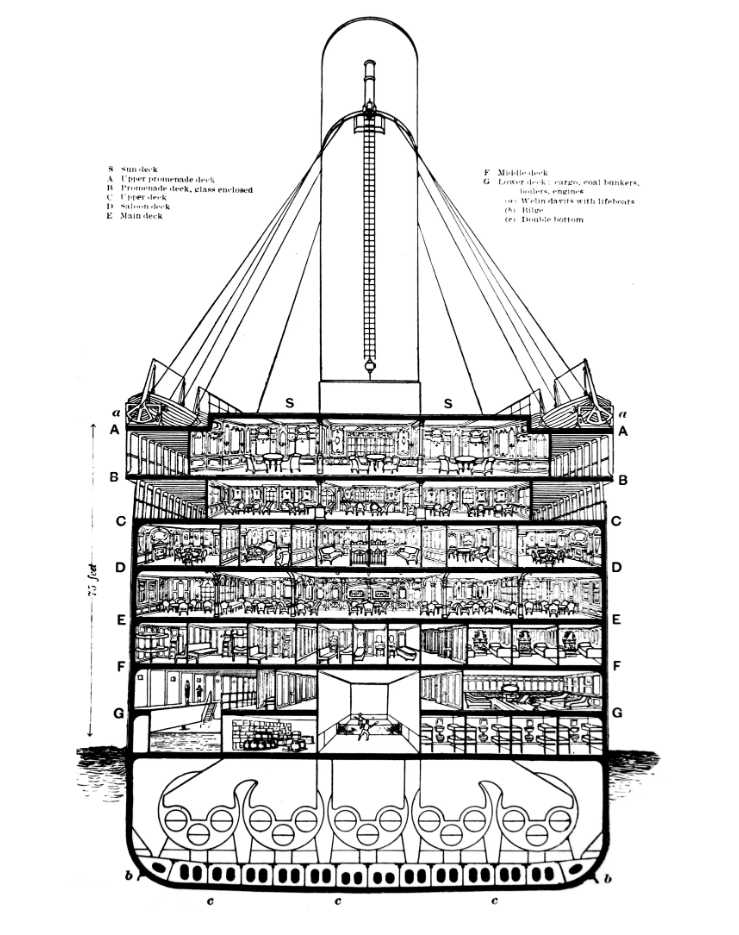 S Sun deck
A Upper promenade deck
B Promenade deck, glass enclosed
C Upper deck
D Saloon deck
E Main deck
F Middle deck
G Lower deck: cargo, coal bunkers,
boilers, engines
(a) Welin davits with lifeboats
(b) Bilge
(c) Double bottom
S S
a a
A A
B B
C C
D D
75 feet
E E
F F
G G
b b
c c c